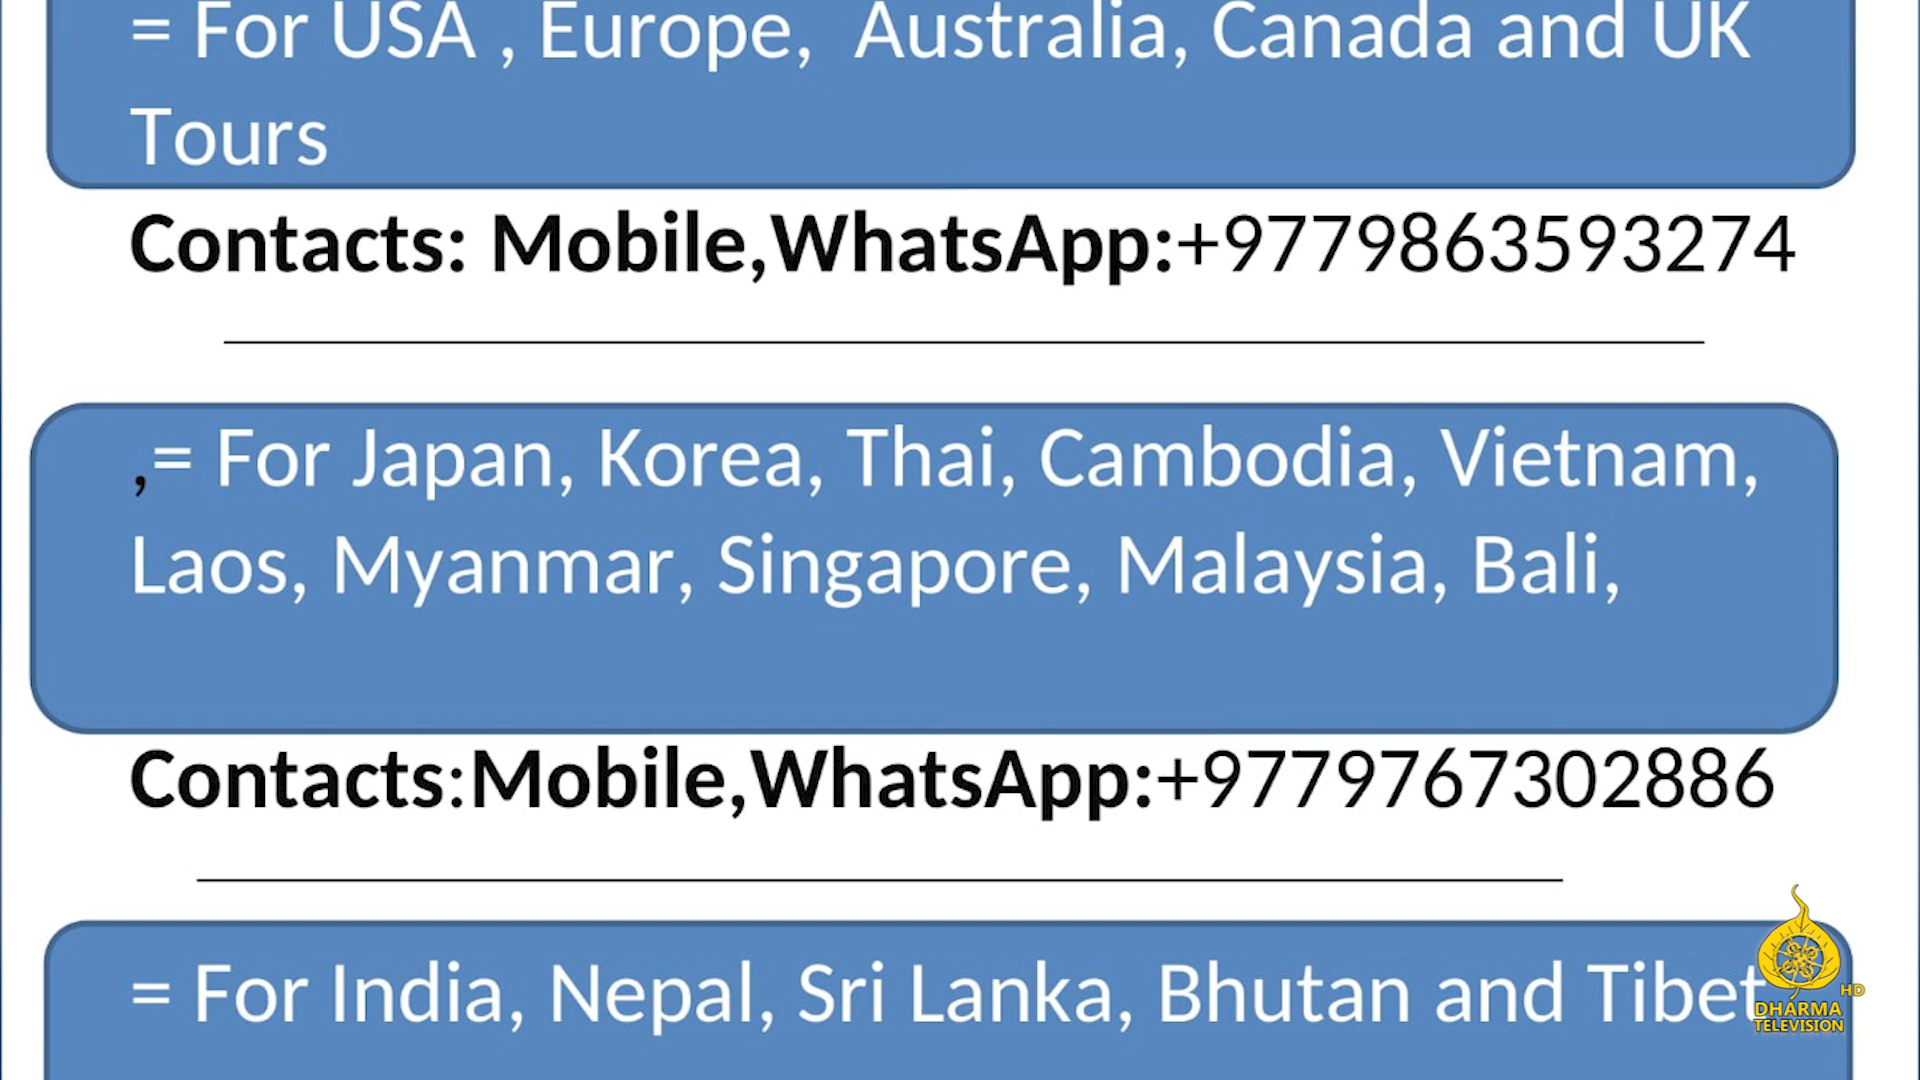 = For USA , Europe,  Australia, Canada and UK
Tours
Contacts: Mobile,WhatsApp:+9779863593274
,= For Japan, Korea, Thai, Cambodia, Vietnam,
Laos, Myanmar, Singapore, Malaysia, Bali,
Contacts:Mobile,WhatsApp:+9779767302886
= For India, Nepal, Sri Lanka, Bhutan and Tibet
HD
DHARMA
TELEVISION